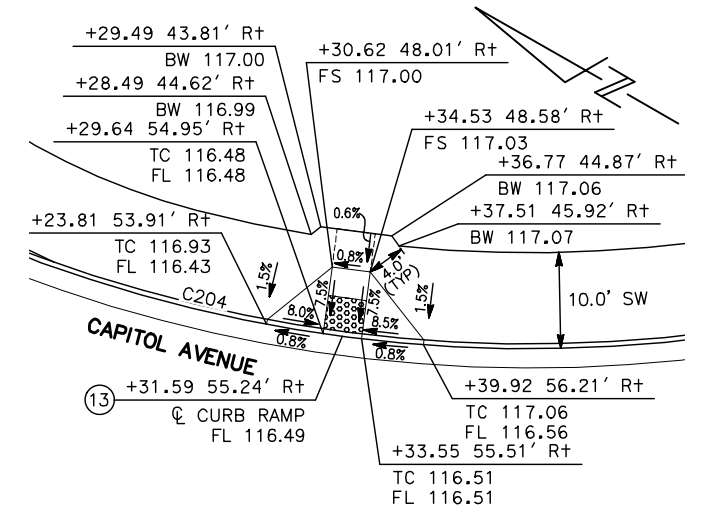 +29.49 43.81' Rt
BW 117.00
+28.49 44.62' Rt
BW 116.99
+29.64 54.95' Rt
TC 116.48
FL 116.48
+23.81 53.91' Rt
TC 116.93
FL 116.43
+30.62 48.01' Rt
FS 117.00
+34.53 48.58' Rt
FS 117.03
+36.77 44.87' Rt
BW 117.06
+37.51 45.92' Rt
BW 117.07
0.6%
0.8%
4.0'
(TYP)
1.5%
7.5%
7.5%
1.5%
8.0%
8.5%
0.8%
0.8%
C204
10.0' SW
CAPITOL AVENUE
13
+31.59 55.24' Rt
℄ CURB RAMP
FL 116.49
+39.92 56.21' Rt
TC 117.06
FL 116.56
+33.55 55.51' Rt
TC 116.51
FL 116.51